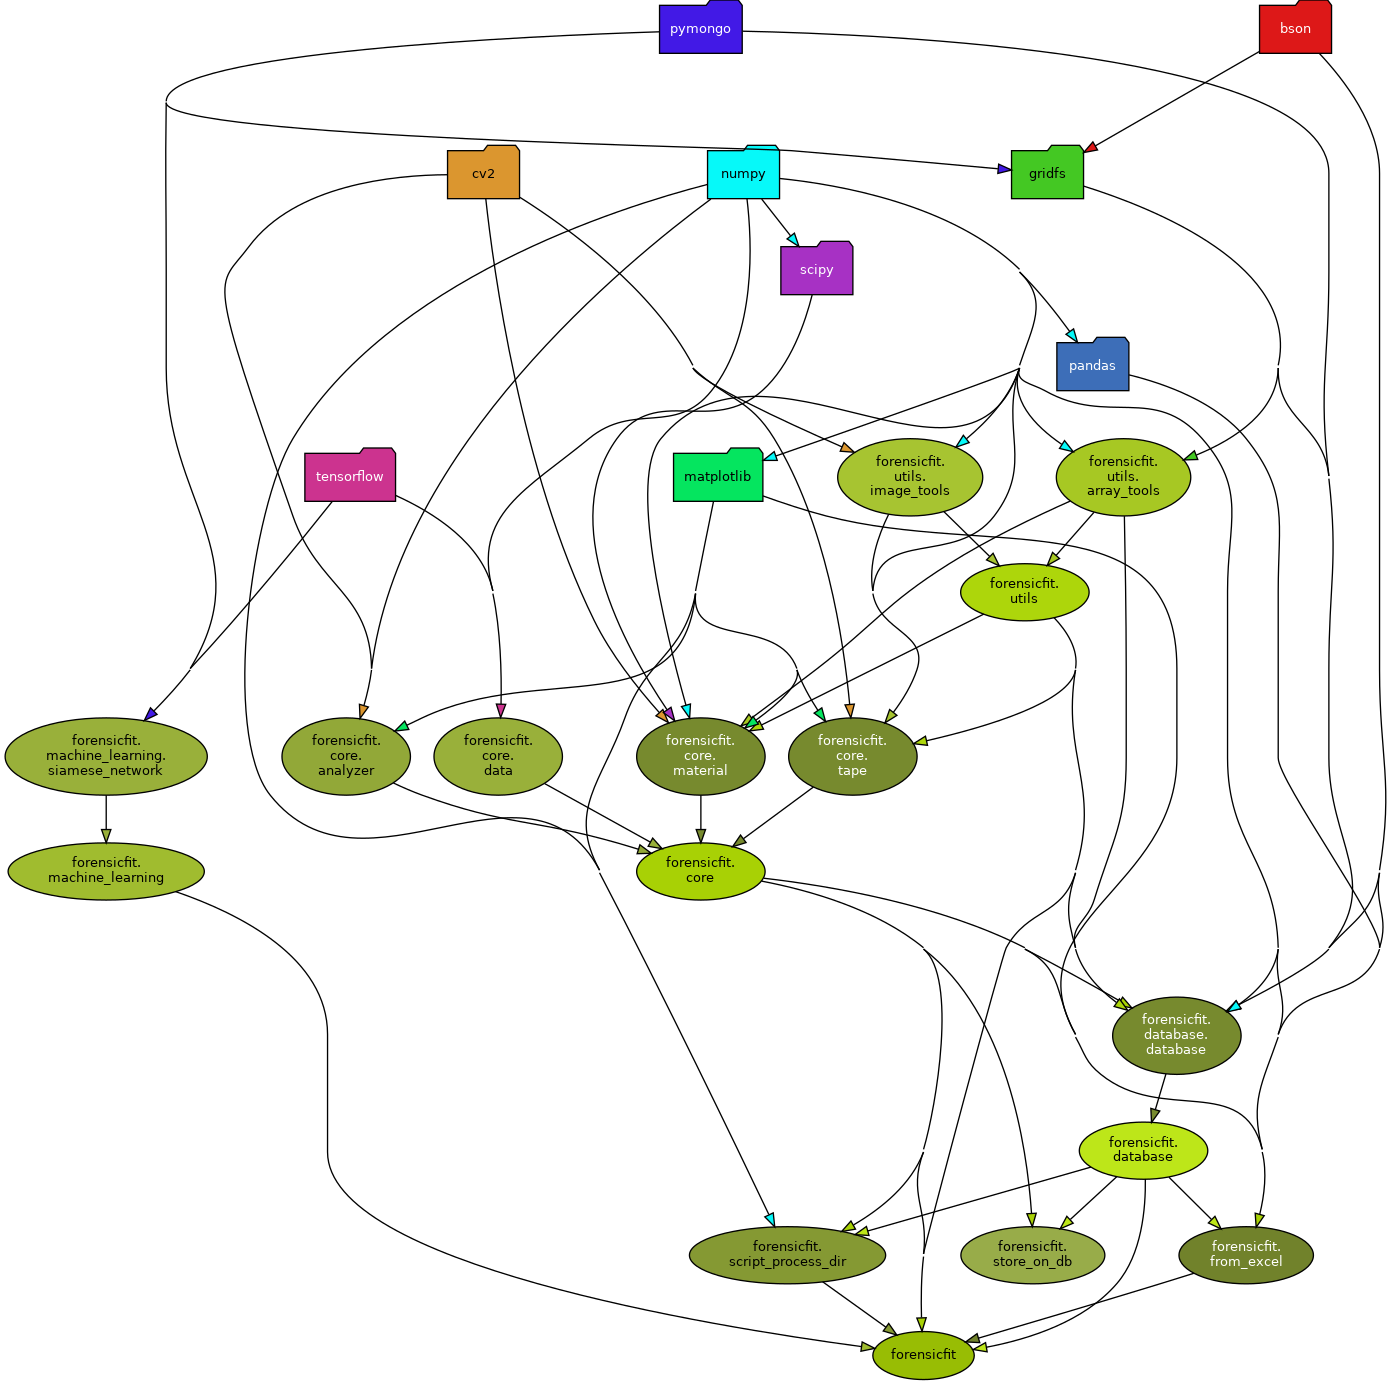 pymongo
bson
cv2
numpy
gridfs
scipy
pandas
tensorflow
matplotlib
forensicfit.
utils.
image_tools
forensicfit.
utils.
array_tools
forensicfit.
utils
forensicfit.
machine_learning.
siamese_network
forensicfit.
core.
analyzer
forensicfit.
core.
data
forensicfit.
core.
material
forensicfit.
core.
tape
forensicfit.
machine_learning
forensicfit.
core
forensicfit.
database.
database
forensicfit.
database
forensicfit.
script_process_dir
forensicfit.
store_on_db
forensicfit.
from_excel
forensicfit